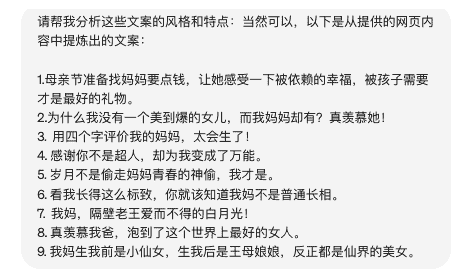 请帮我分析这些文案的风格和特点：当然可以，以下是从提供的网页内
容中提炼出的文案：
1.母亲节准备找妈妈要点钱，让她感受一下被依赖的幸福，被孩子需要
才是最好的礼物。
2.为什么我没有一个美到爆的女儿，而我妈妈却有？真羡慕她！
3. 用四个字评价我的妈妈，太会生了！
4. 感谢你不是超人，却为我变成了万能。
5. 岁月不是偷走妈妈青春的神偷，我才是。
6. 看我长得这么标致，你就该知道我妈不是普通长相。
7. 我妈，隔壁老王爱而不得的白月光！
8. 真羡慕我爸，泡到了这个世界上最好的女人。
9. 我妈生我前是小仙女，生我后是王母娘娘，反正都是仙界的美女。